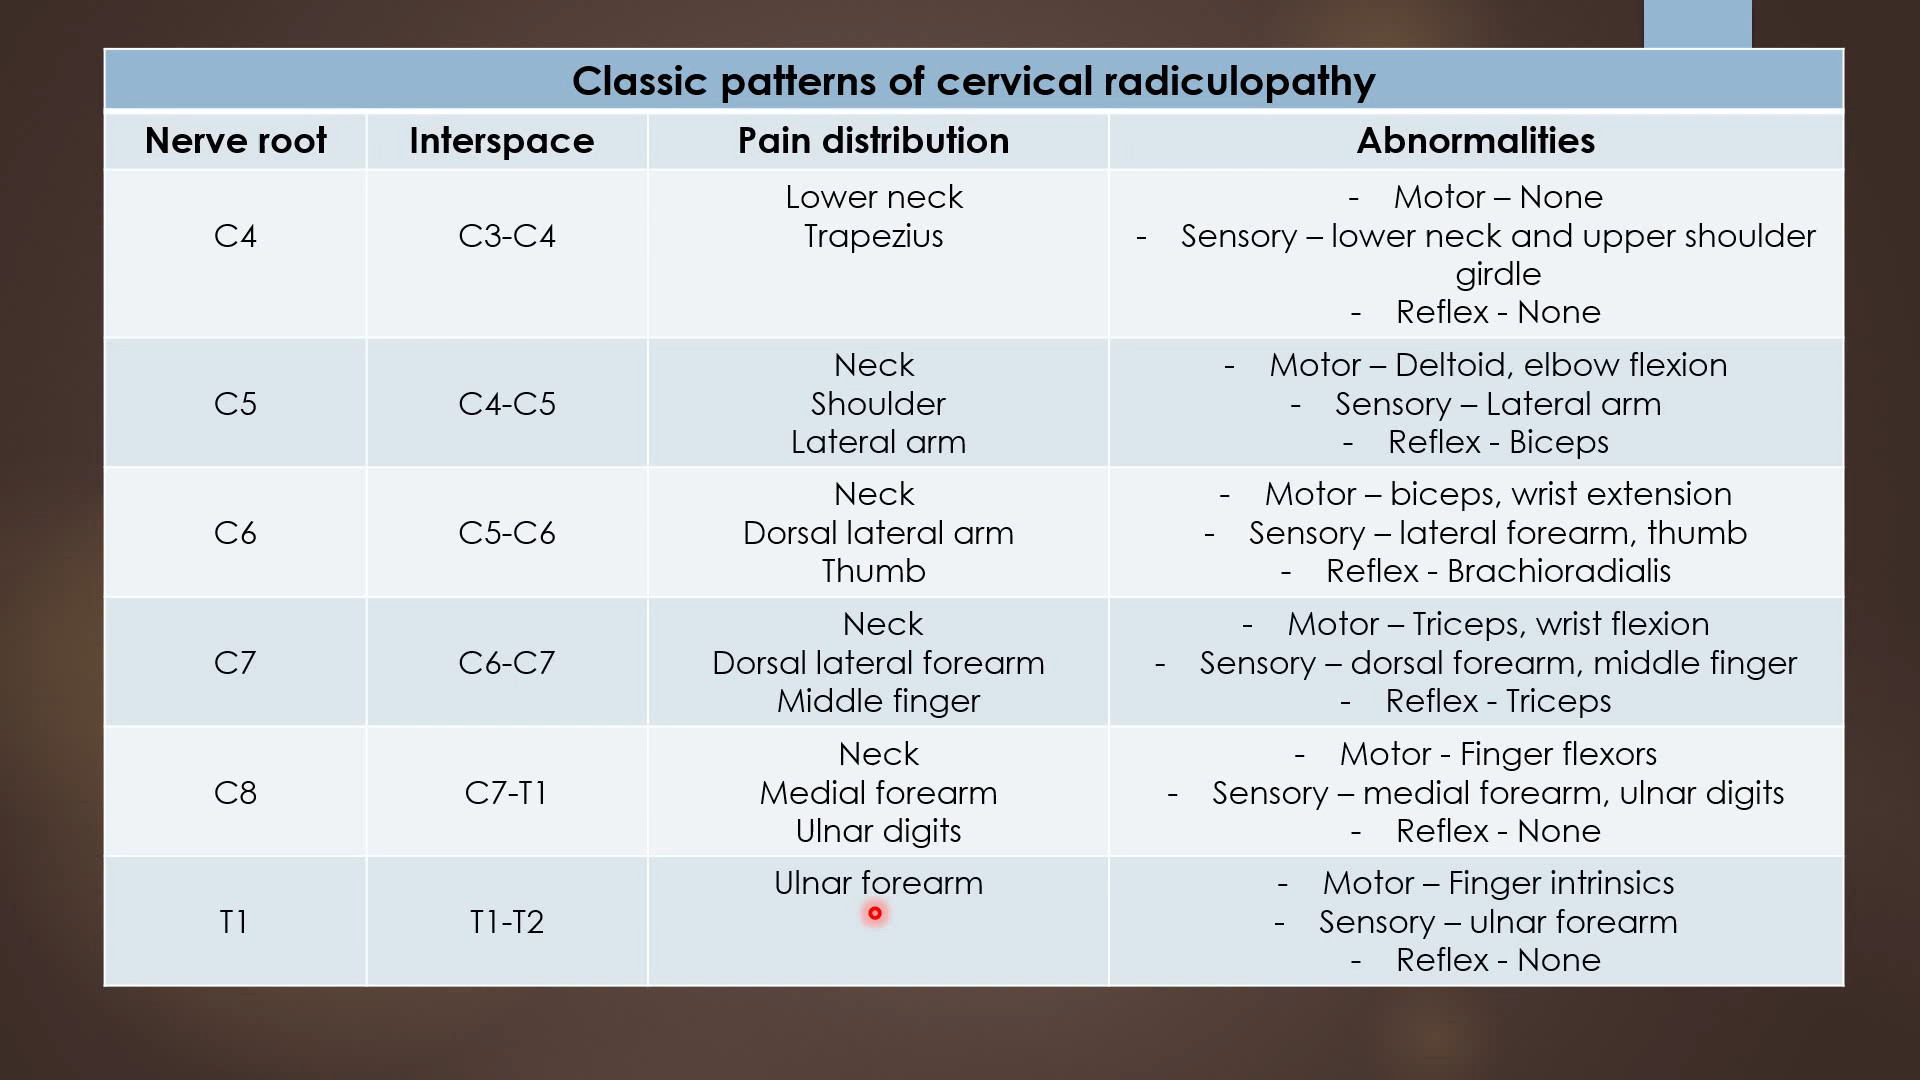 Classic patterns of cervical radiculopathy
Nerve root
Interspace
Pain distribution
Abnormalities
C4
C3-C4
Lower neck
Trapezius
- Motor – None
- Sensory – lower neck and upper shoulder
girdle
- Reflex - None
C5
C4-C5
Neck
Shoulder
Lateral arm
- Motor – Deltoid, elbow flexion
- Sensory – Lateral arm
- Reflex - Biceps
C6
C5-C6
Neck
Dorsal lateral arm
Thumb
- Motor – biceps, wrist extension
- Sensory – lateral forearm, thumb
- Reflex - Brachioradialis
C7
C6-C7
Neck
Dorsal lateral forearm
Middle finger
- Motor – Triceps, wrist flexion
- Sensory – dorsal forearm, middle finger
- Reflex - Triceps
C8
C7-T1
Neck
Medial forearm
Ulnar digits
- Motor - Finger flexors
- Sensory – medial forearm, ulnar digits
- Reflex - None
T1
T1-T2
Ulnar forearm
- Motor – Finger intrinsics
- Sensory – ulnar forearm
- Reflex - None